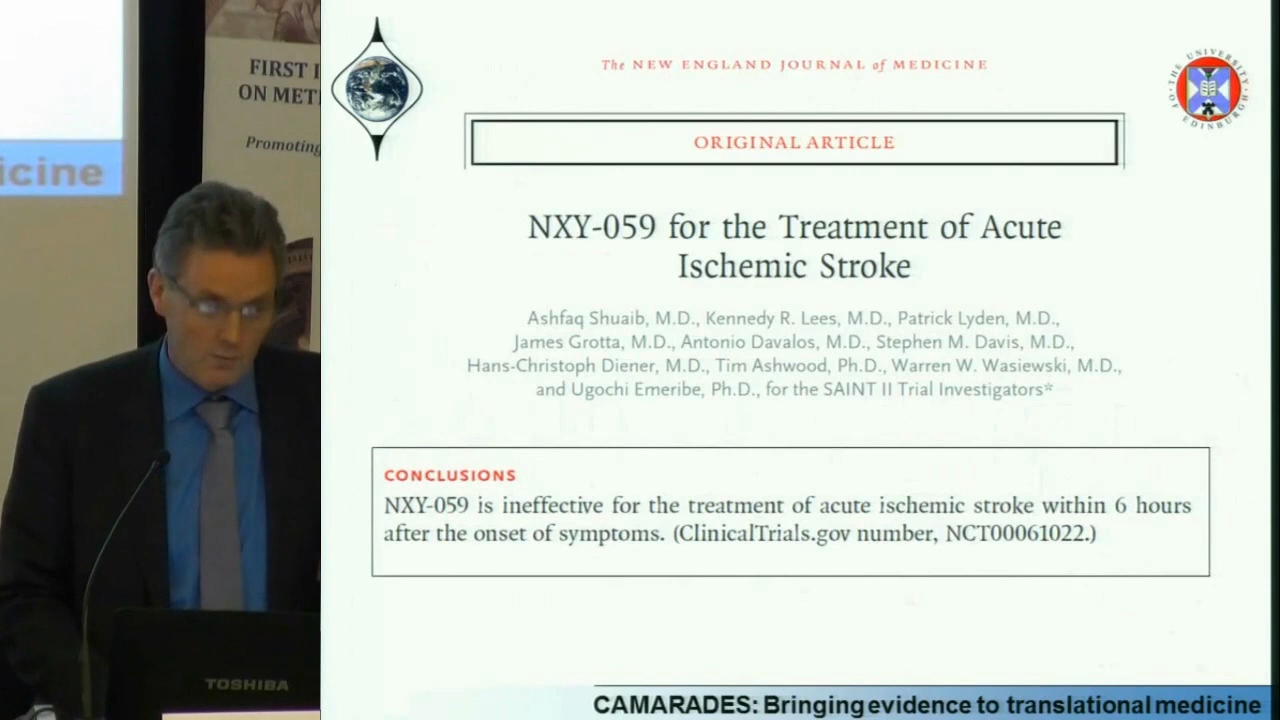 icine
FIRST I
ON METI
Promoting
TOSHIBA
The NEW ENGLAND JOURNAL of MEDICINE
THE UNIVERSITY OF EDINBURGH
ORIGINAL ARTICLE
NXY-059 for the Treatment of Acute
Ischemic Stroke
Ashfaq Shuaib, M.D., Kennedy R. Lees, M.D., Patrick Lyden, M.D.,
James Grotta, M.D., Antonio Davalos, M.D., Stephen M. Davis, M.D.,
Hans-Christoph Diener, M.D., Tim Ashwood, Ph.D., Warren W. Wasiewski, M.D.,
and Ugochi Emeribe, Ph.D., for the SAINT II Trial Investigators*
CONCLUSIONS
NXY-059 is ineffective for the treatment of acute ischemic stroke within 6 hours
after the onset of symptoms. (ClinicalTrials.gov number, NCT00061022.)
CAMARADES: Bringing evidence to translational medicine